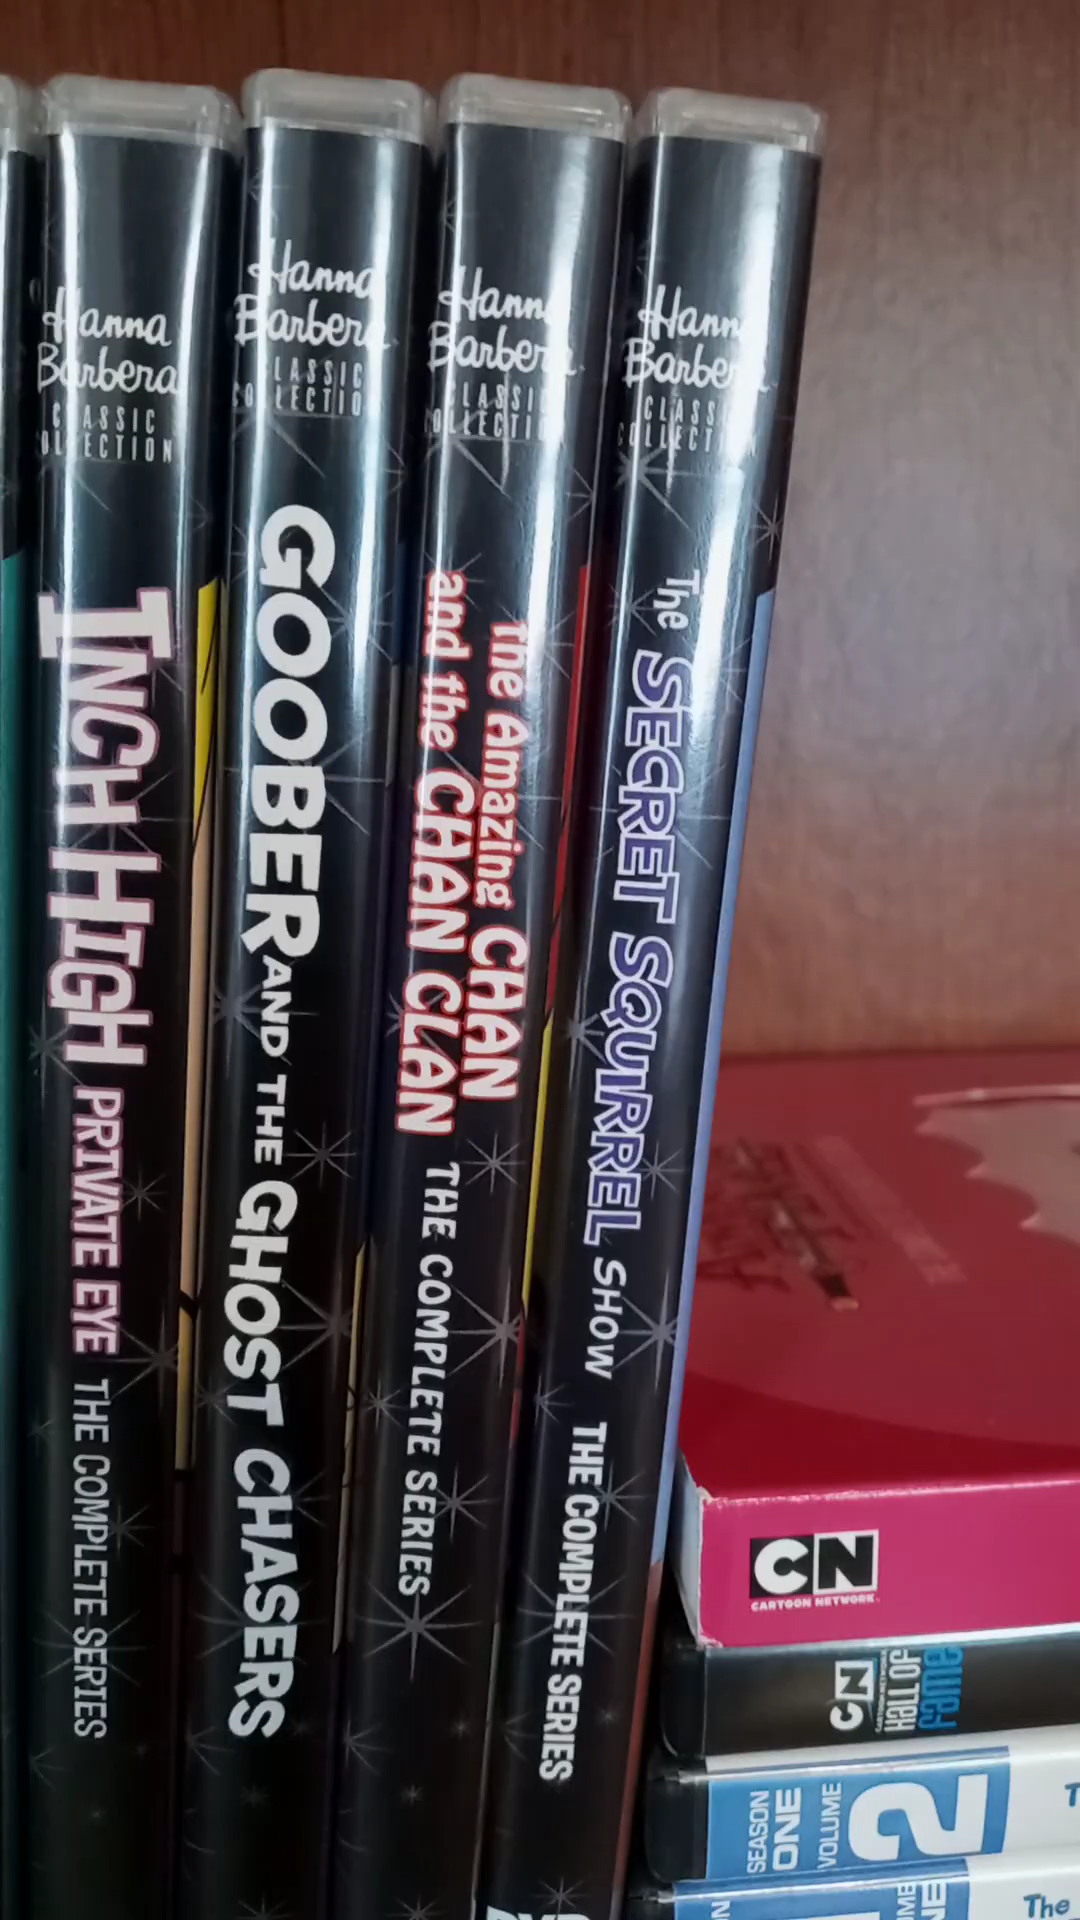 Hanna
Barbera
CLASSIC
COLLECTION
INCH HIGH PRIVATE EYE THE COMPLETE SERIES
Hanna
Barbera
CLASSIC
COLLECTION
GOOBER AND THE GHOST CHASERS
Hanna
Barbera
CLASSIC
COLLECTION
The Amazing CHAN
and the CHAN CLAN
THE COMPLETE SERIES
Hanna
Barbera
CLASSIC
COLLECTION
The SECRET SQUIRREL SHOW THE COMPLETE SERIES
CN
CARTOON NETWORK
CN
CARTOON NETWORK
HALL OF
FAME
SEASON
ONE
VOLUME
2
The